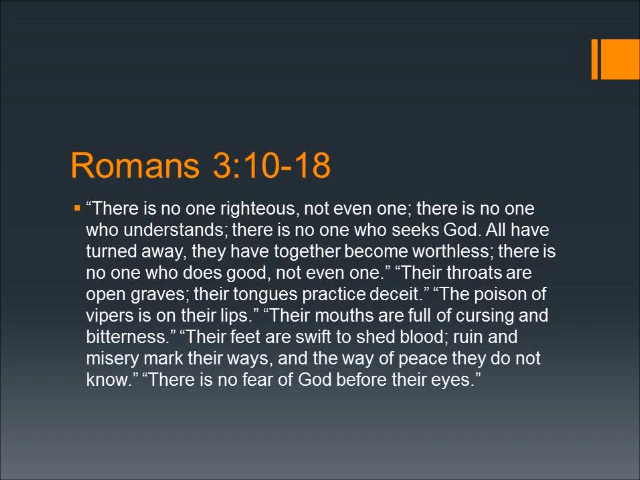 Romans 3:10-18
“There is no one righteous, not even one; there is no one
who understands; there is no one who seeks God. All have
turned away, they have together become worthless; there is
no one who does good, not even one.” “Their throats are
open graves; their tongues practice deceit.” “The poison of
vipers is on their lips.” “Their mouths are full of cursing and
bitterness.” “Their feet are swift to shed blood; ruin and
misery mark their ways, and the way of peace they do not
know.” “There is no fear of God before their eyes.”